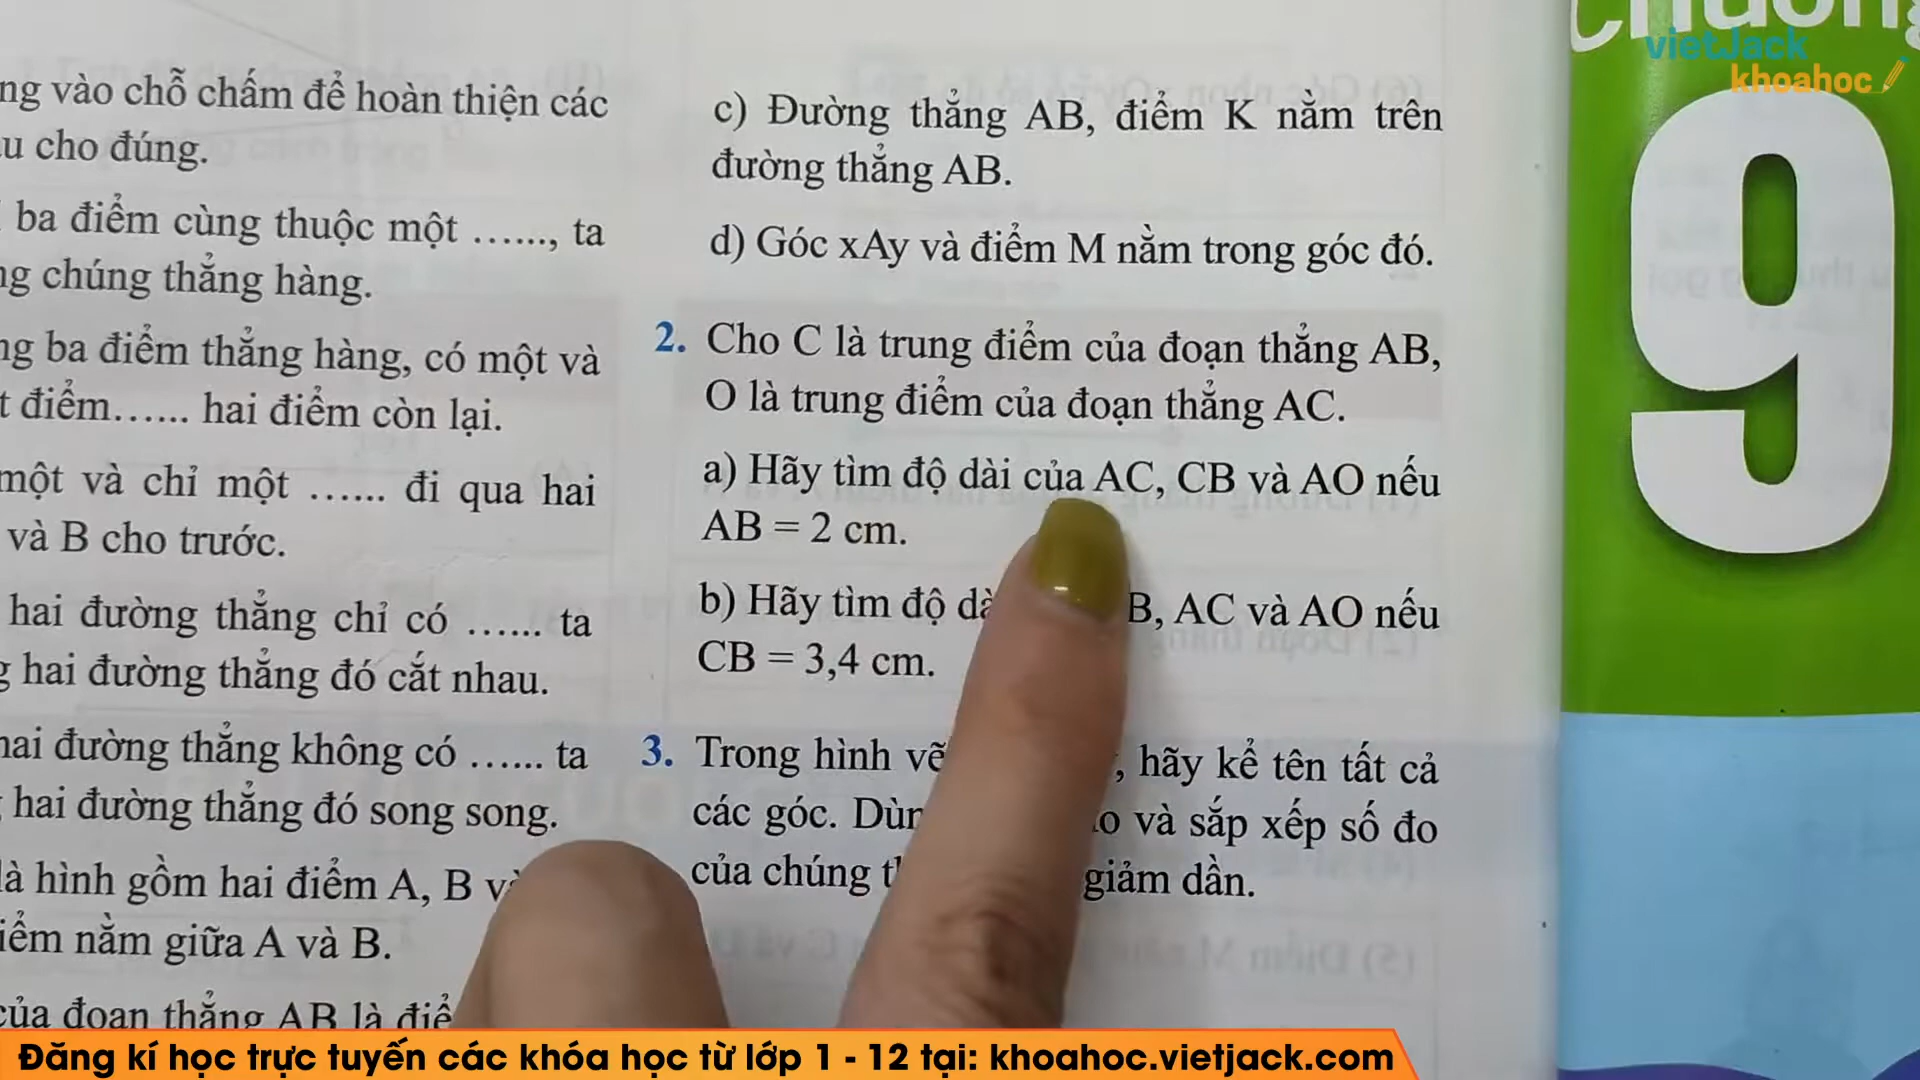 vào chỗ chấm để hoàn thiện các
cho đúng.
ba điểm cùng thuộc một ......, ta
chúng thẳng hàng.
ba điểm thẳng hàng, có một và
điểm...... hai điểm còn lại.
một và chỉ một ...... đi qua hai
và B cho trước.
hai đường thẳng chỉ có ...... ta
hai đường thẳng đó cắt nhau.
hai đường thẳng không có ...... ta
hai đường thẳng đó song song.
là hình gồm hai điểm A, B
điểm nằm giữa A và B.
của đoạn thẳng AB là
c) Đường thẳng AB, điểm K nằm trên
đường thẳng AB.
d) Góc xAy và điểm M nằm trong góc đó.
2. Cho C là trung điểm của đoạn thẳng AB,
O là trung điểm của đoạn thẳng AC.
a) Hãy tìm độ dài của AC, CB và AO nếu
AB = 2 cm.
b) Hãy tìm độ B, AC và AO nếu
CB = 3,4 cm.
3. Trong hình vẽ , hãy kể tên tất cả
các góc. và sắp xếp số đo
của chúng giảm dần.
vietJack
khoahoc
9
Đăng kí học trực tuyến các khóa học từ lớp 1 - 12 tại: khoahoc.vietjack.com